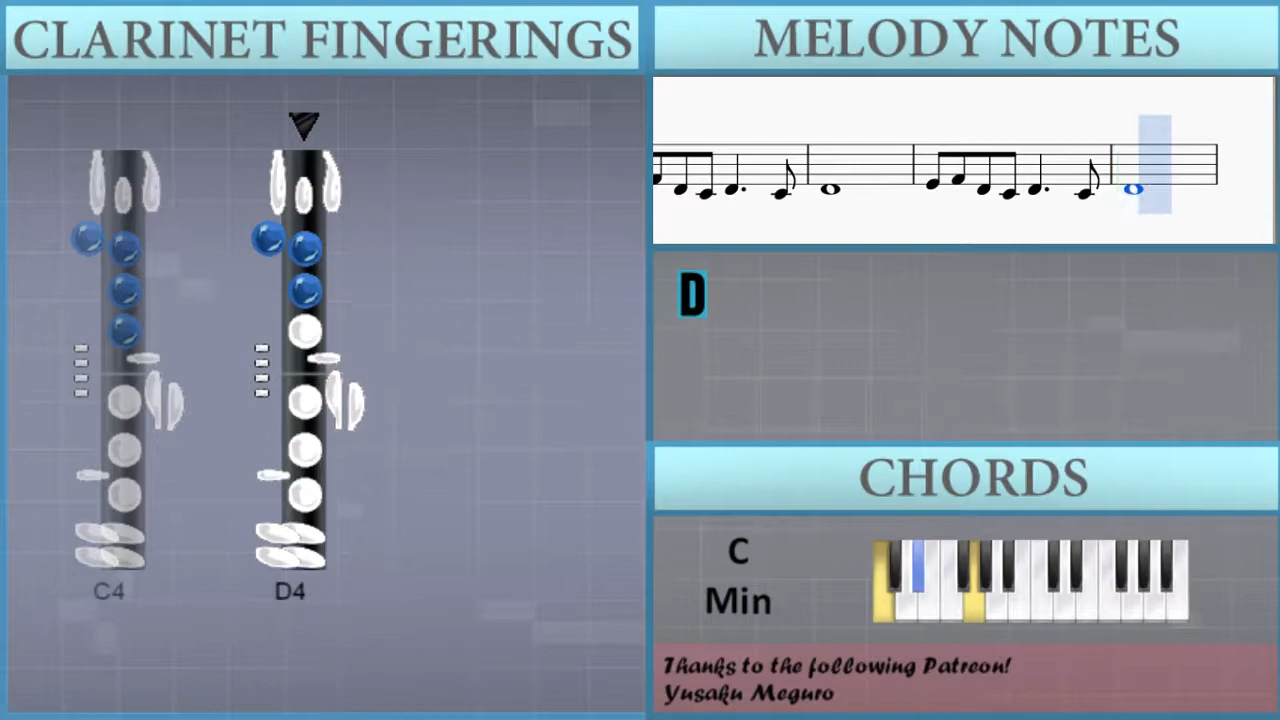 CLARINET FINGERINGS
C4
D4
MELODY NOTES
D
CHORDS
C
Min
Thanks to the following Patreon!
Yusaku Meguro